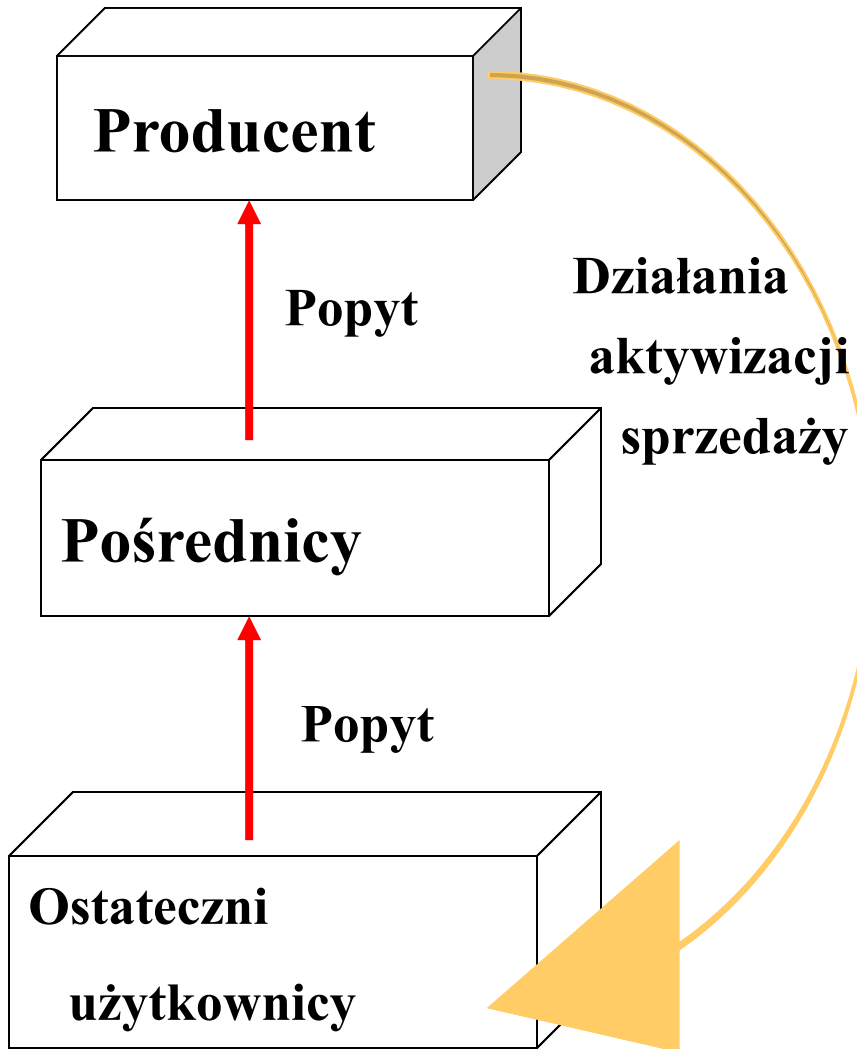 Producent
Popyt
Działania
aktywizacji
sprzedaży
Pośrednicy
Popyt
Ostateczni
użytkownicy